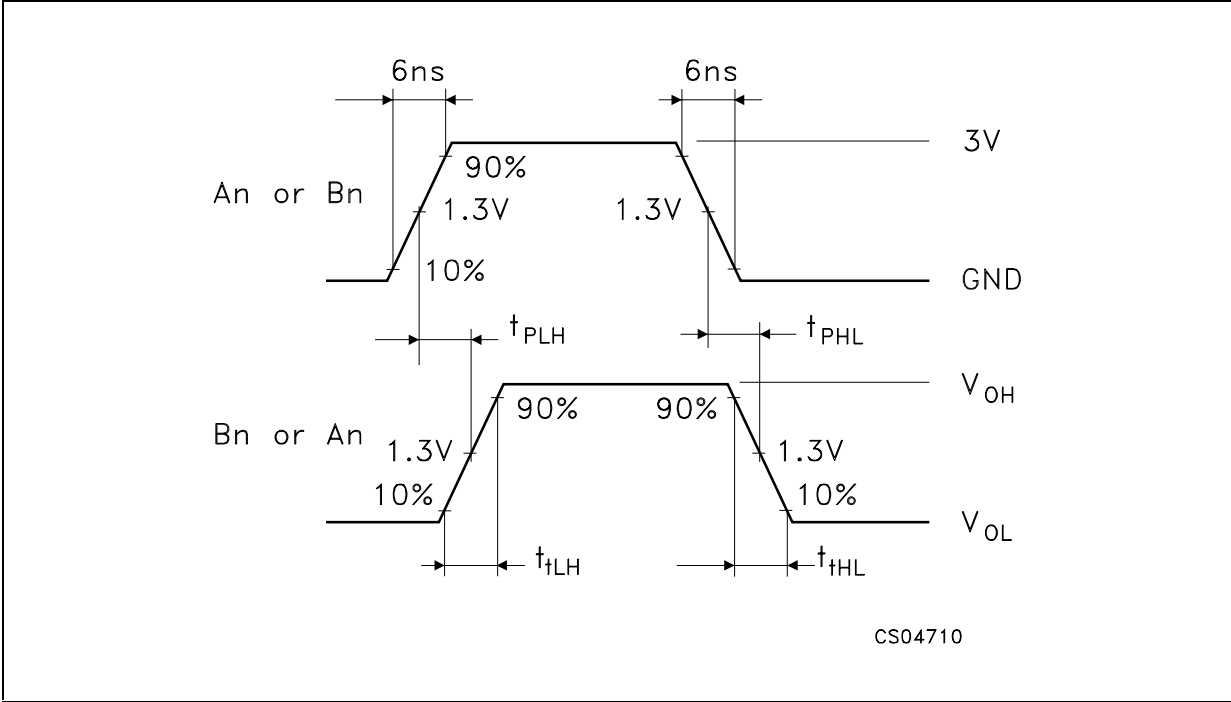 6ns 6ns
3V
90%
An or Bn
1.3V 1.3V
10%
GND
tPLH tPHL
VOH
90% 90%
Bn or An
1.3V 1.3V
10% 10%
VOL
ttLH ttHL
CS04710